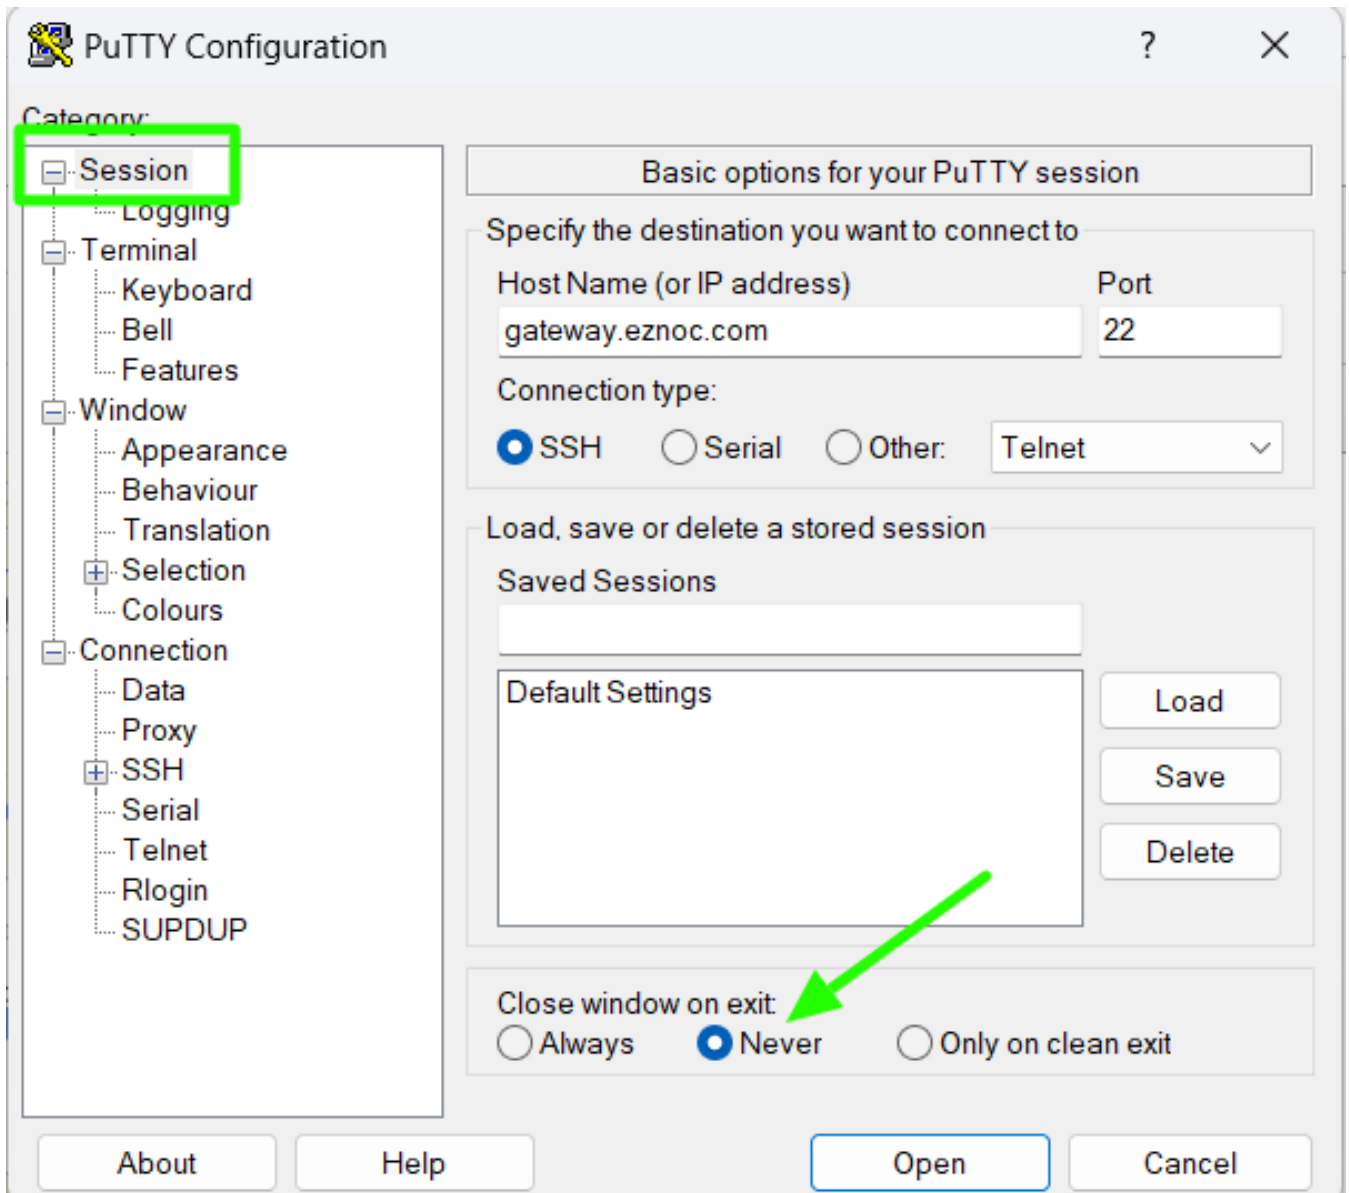 PuTTY Configuration ?
Category:
Session
Logging
Terminal
Keyboard
Bell
Features
Window
Appearance
Behaviour
Translation
Selection
Colours
Connection
Data
Proxy
SSH
Serial
Telnet
Rlogin
SUPDUP
Basic options for your PuTTY session
Specify the destination you want to connect to
Host Name (or IP address) Port
gateway.eznoc.com 22
Connection type:
SSH Serial Other: Telnet
Load, save or delete a stored session
Saved Sessions
Default Settings
Load
Save
Delete
Close window on exit:
Always Never Only on clean exit
About Help Open Cancel